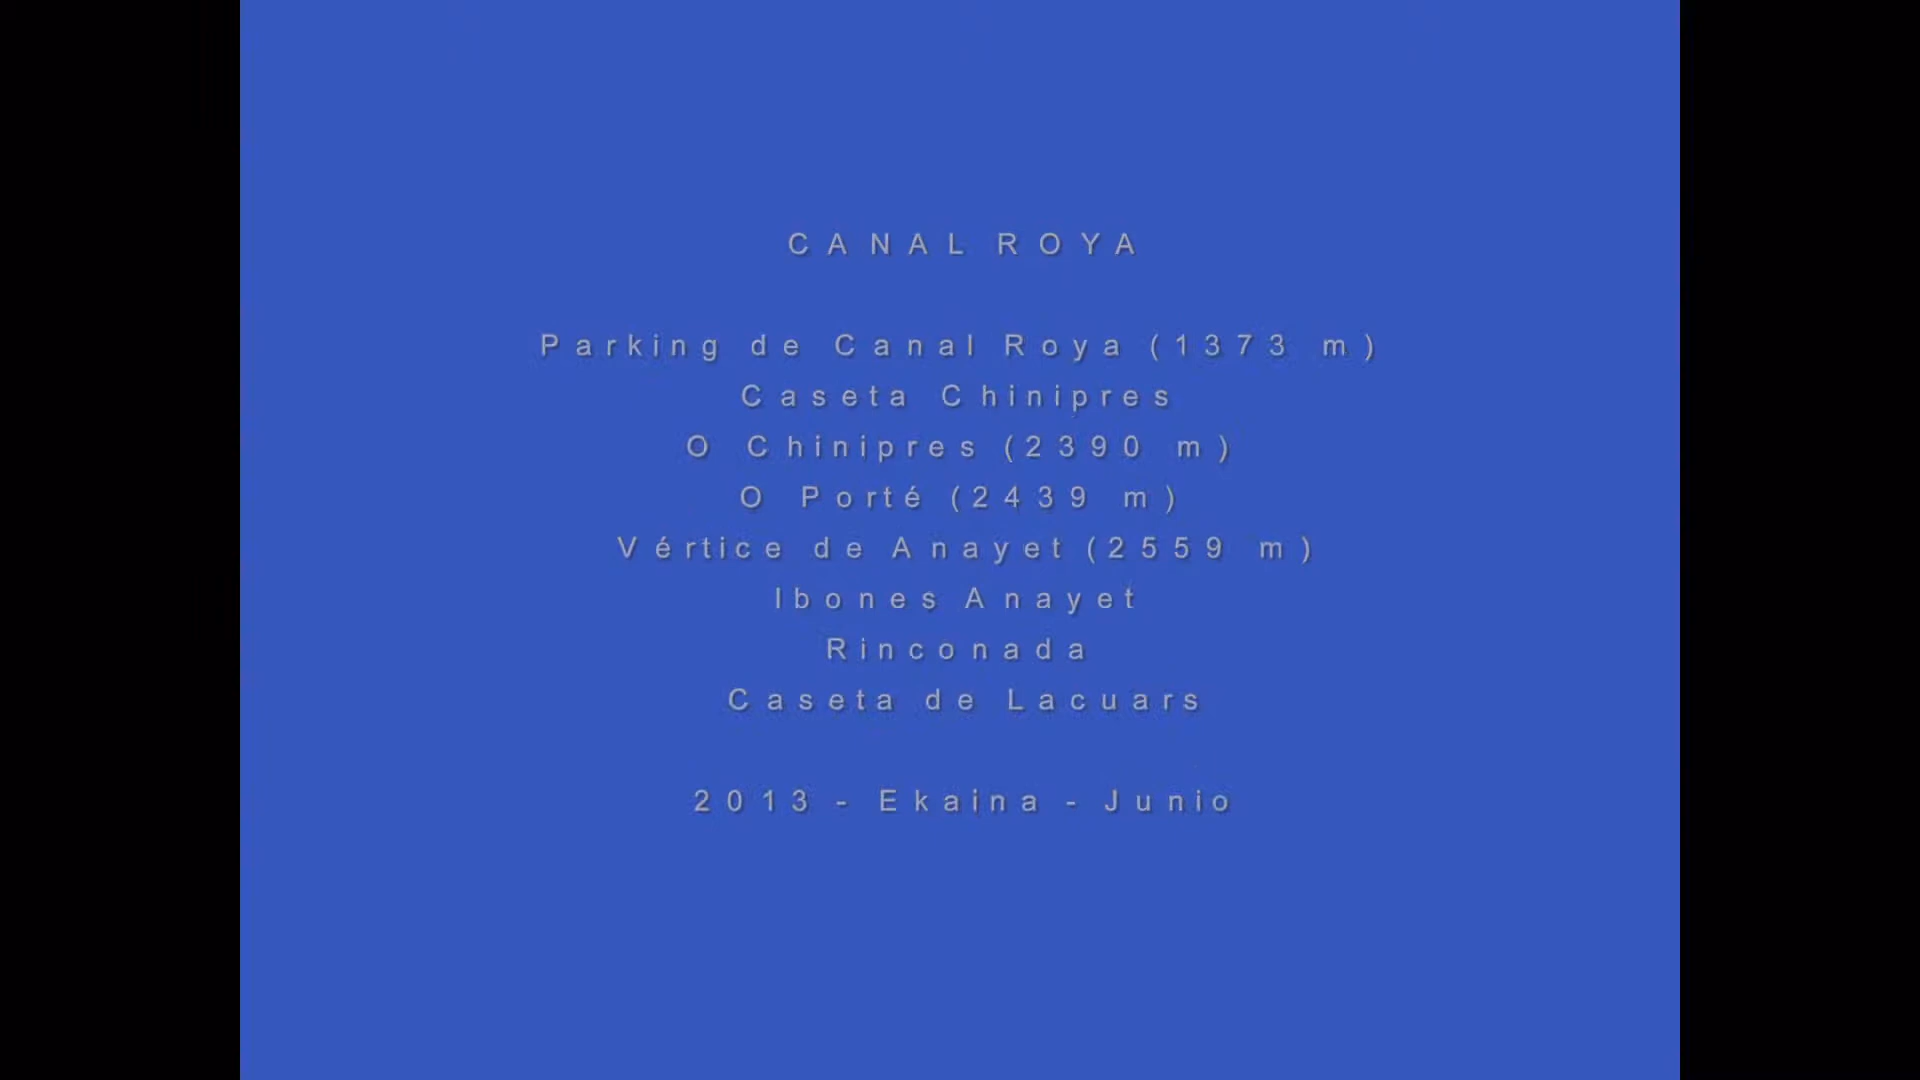 CANAL ROYA
Parking de Canal Roya (1373 m)
Caseta Chinipres
O Chinipres (2390 m)
O Porté (2439 m)
Vértice de Anayet (2559 m)
Ibones Anayet
Rinconada
Caseta de Lacuars
2013 - Ekaina - Junio